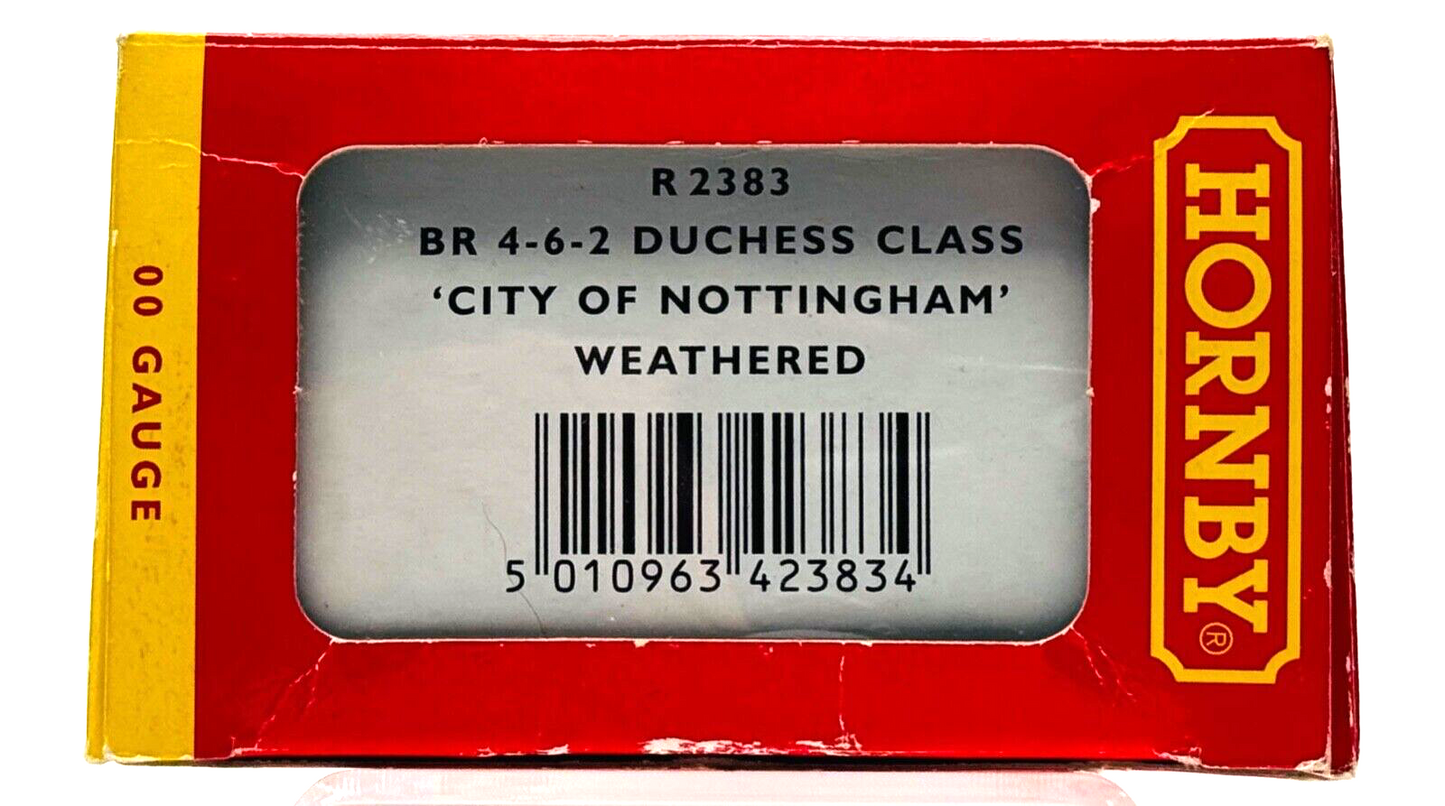 00 GAUGE
R 2383
BR 4-6-2 DUCHESS CLASS
‘CITY OF NOTTINGHAM’
WEATHERED
5 010963 423834
HORNBY®